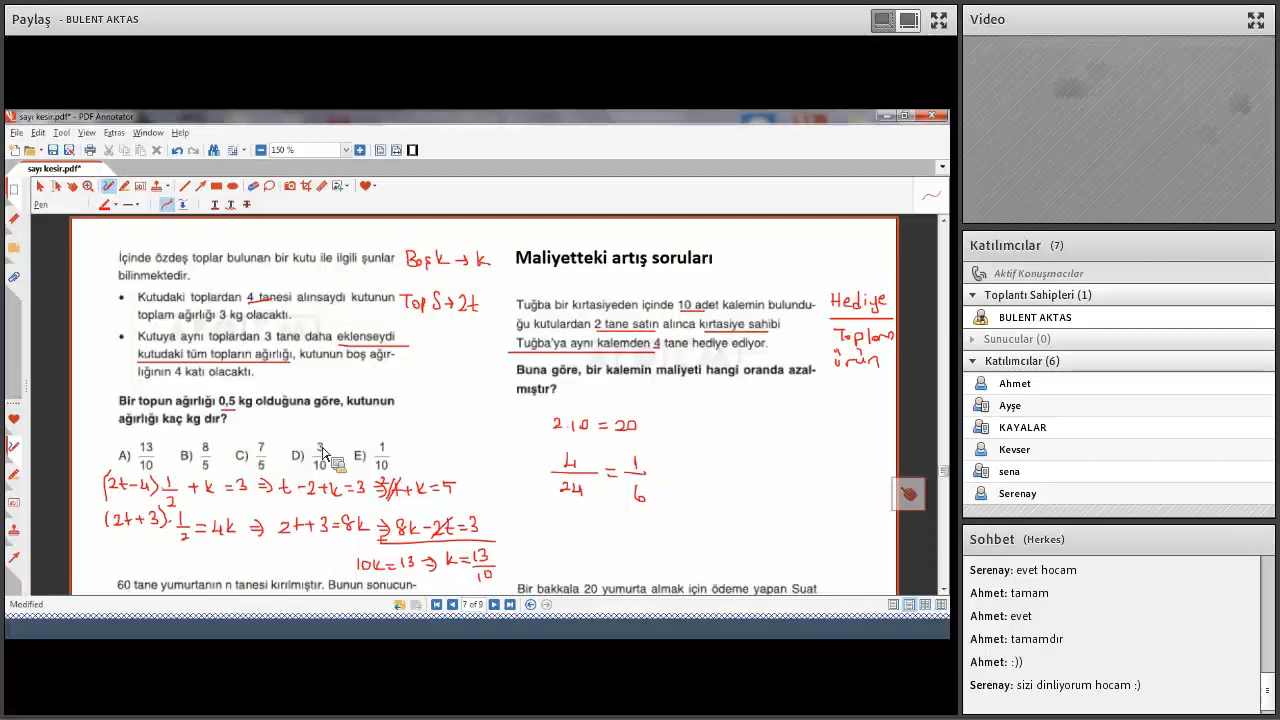 Paylaş - BULENT AKTAS
sayı kesir.pdf* - PDF Annotator
File Edit Tool View Extras Window Help
150 %
sayı kesir.pdf*
Pen
İçinde özdeş toplar bulunan bir kutu ile ilgili şunlar
bilinmektedir.
• Kutudaki toplardan 4 tanesi alınsaydı kutunun
toplam ağırlığı 3 kg olacaktı.
• Kutuya aynı toplardan 3 tane daha eklenseydi
kutudaki tüm topların ağırlığı, kutunun boş ağır-
lığının 4 katı olacaktı.
Bir topun ağırlığı 0,5 kg olduğuna göre, kutunun
ağırlığı kaç kg dır?
A) 13/10 B) 8/5 C) 7/5 D) 3/10 E) 1/10
Boş k → k
Top S → 2t
(2t-4) 1/2 + k = 3 ⇒ t - 2 + k = 3 ⇒ t + k = 5
(2t+3) · 1/2 = 4k ⇒ 2t+3 = 8k ⇒ 8k - 2t = 3
10k = 13 ⇒ k = 13/10
60 tane yumurtanın n tanesi kırılmıştır. Bunun sonucun-
Maliyetteki artış soruları
Tuğba bir kırtasiyeden içinde 10 adet kalemin bulundu-
ğu kutulardan 2 tane satın alınca kırtasiye sahibi
Tuğba'ya aynı kalemden 4 tane hediye ediyor.
Buna göre, bir kalemin maliyeti hangi oranda azal-
mıştır?
Hediye
Toplam
ürün
2.10 = 20
4/24 = 1/6
Bir bakkala 20 yumurta almak için ödeme yapan Suat
Modified
7 of 9
Video
Katılımcılar (7)
Aktif Konuşmacılar
Toplantı Sahipleri (1)
BULENT AKTAS
Sunucular (0)
Katılımcılar (6)
Ahmet
Ayşe
KAYALAR
Kevser
sena
Serenay
Sohbet (Herkes)
Serenay: evet hocam
Ahmet: tamam
Ahmet: evet
Ahmet: tamamdır
Ahmet: :))
Serenay: sizi dinliyorum hocam :)